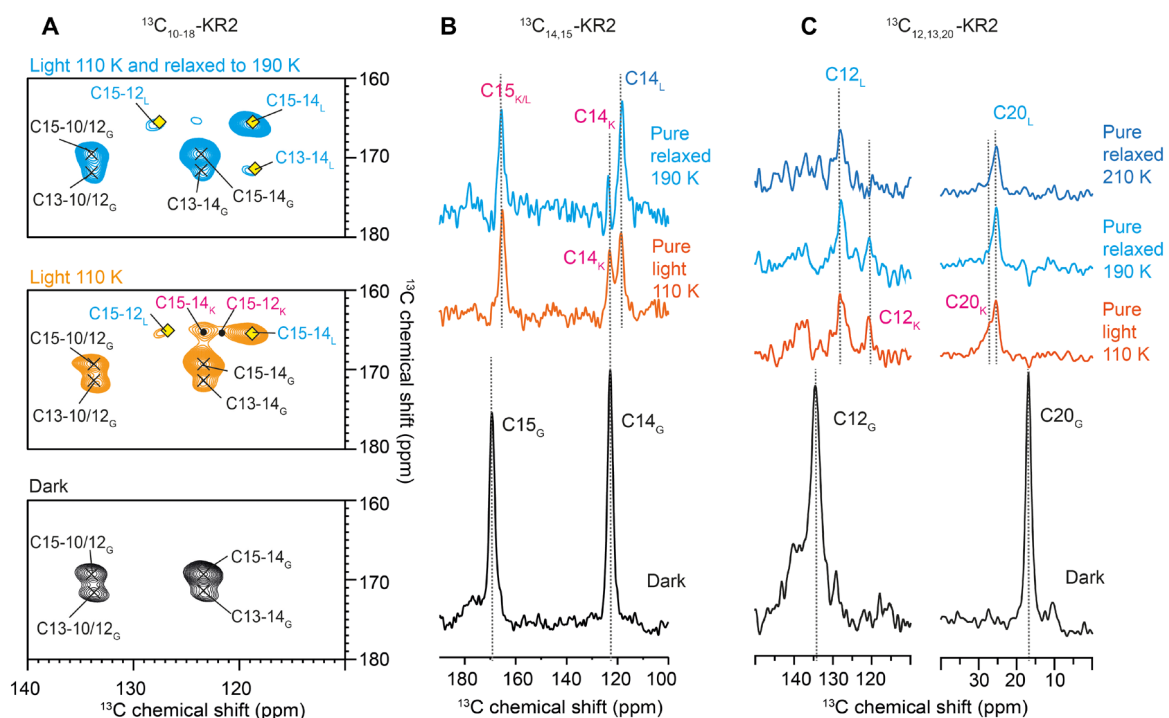 A
¹³C₁₀₋₁₈-KR2
Light 110 K and relaxed to 190 K
C15-12L
C15-14L
C15-10/12G
C13-14L
C13-10/12G
C13-14G
C15-14G
160
170
180
Light 110 K
C15-14K
C15-12K
C15-12L
C15-14L
C15-10/12G
C15-14G
C13-10/12G
C13-14G
160
170
180
Dark
C15-10/12G
C15-14G
C13-10/12G
C13-14G
160
170
180
140 130 120
¹³C chemical shift (ppm)
¹³C chemical shift (ppm)
B
¹³C₁₄,₁₅-KR2
C15K/L
C14K
C14L
Pure
relaxed
190 K
C14K
Pure
light
110 K
C15G
C14G
Dark
190 180 160 140 120 100
¹³C chemical shift (ppm)
C
¹³C₁₂,₁₃,₂₀-KR2
C12L
C20L
Pure
relaxed
210 K
Pure
relaxed
190 K
C12K
C20K
Pure
light
110 K
C12G
C20G
Dark
140 130 120
40 30 20 10
¹³C chemical shift (ppm)